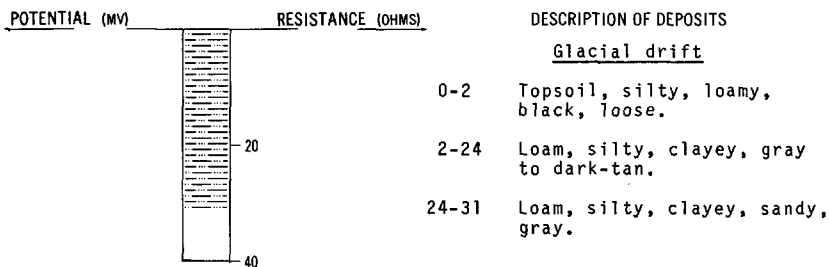 POTENTIAL (MV) RESISTANCE (OHMS) DESCRIPTION OF DEPOSITS
Glacial drift
0-2 Topsoil, silty, loamy,
black, loose.
20
2-24 Loam, silty, clayey, gray
to dark-tan.
24-31 Loam, silty, clayey, sandy,
gray.
40